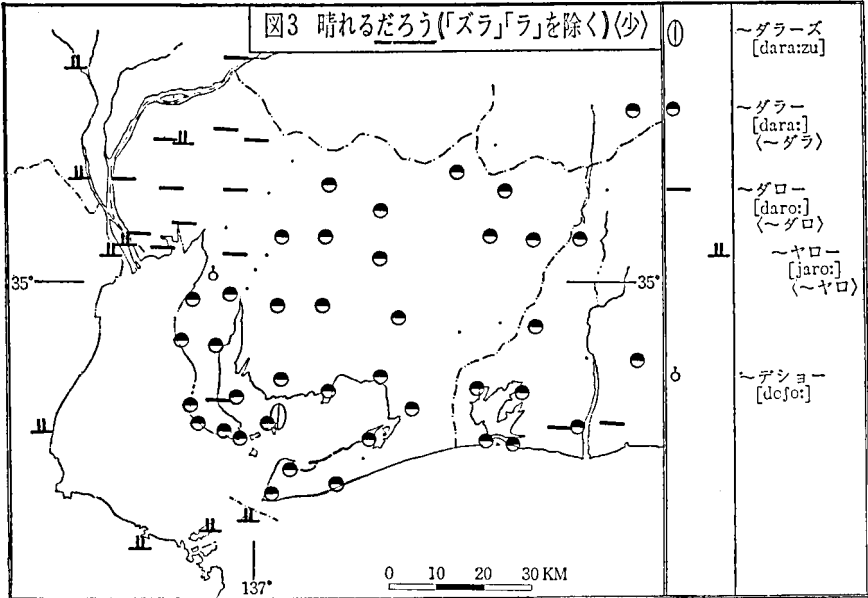 図3 晴れるだろう(「ズラ」「ラ」を除く)〈少〉
～ダラーズ
[dara:zu]
～ダラー
[dara:]
〈～ダラ〉
～ダロー
[daro:]
〈～ダロ〉
～ヤロー
[jaro:]
〈～ヤロ〉
～デショー
[deʃo:]
35°
35°
137°
0 10 20 30 KM